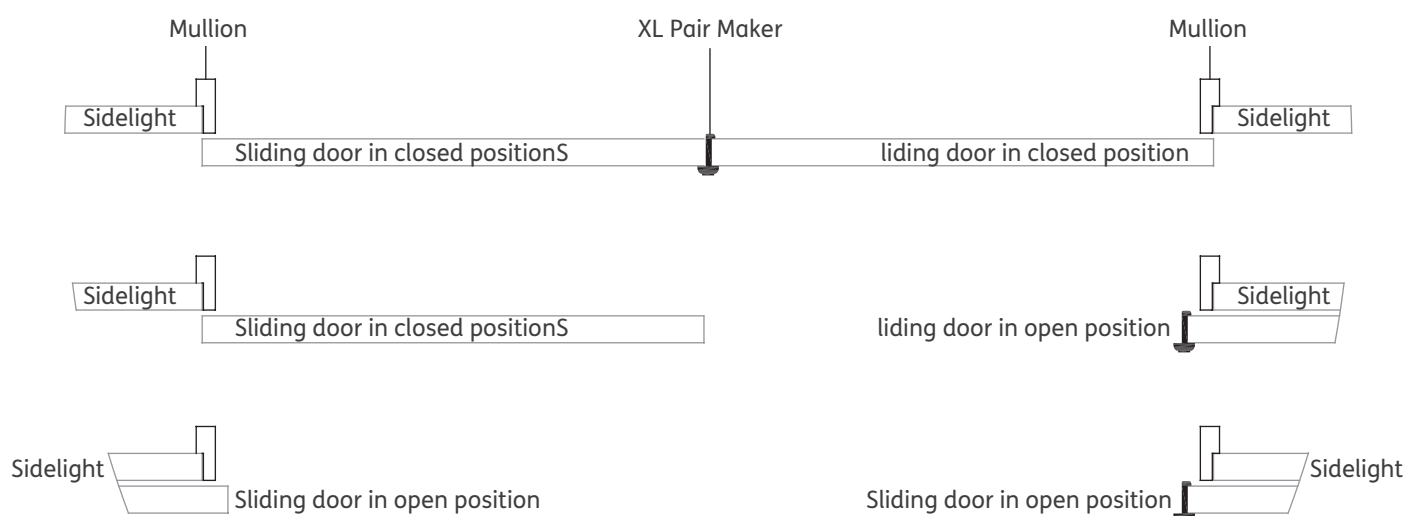 Mullion XL Pair Maker Mullion
Sidelight Sidelight
Sliding door in closed positionS liding door in closed position
Sidelight Sidelight
Sliding door in closed positionS liding door in open position
Sidelight Sidelight
Sliding door in open position Sliding door in open position